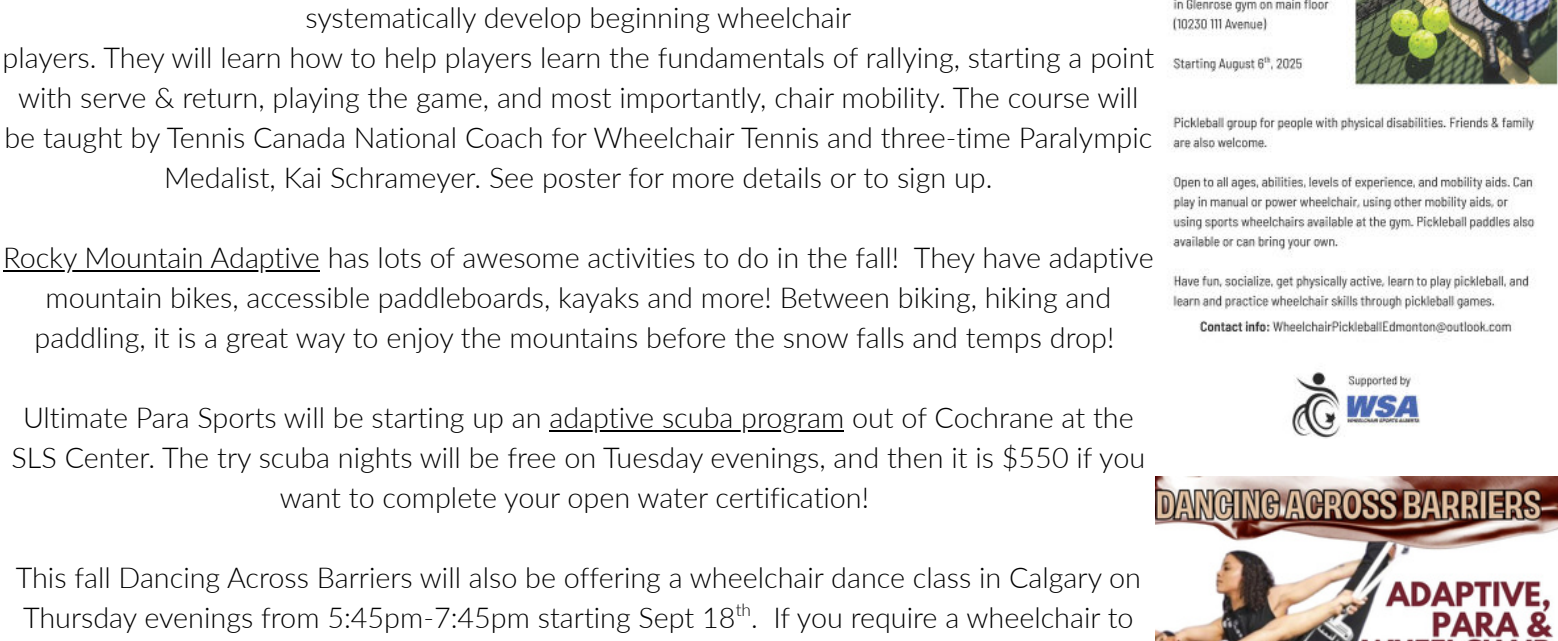 systematically develop beginning wheelchair
players. They will learn how to help players learn the fundamentals of rallying, starting a point
with serve & return, playing the game, and most importantly, chair mobility. The course will
be taught by Tennis Canada National Coach for Wheelchair Tennis and three-time Paralympic
Medalist, Kai Schrameyer. See poster for more details or to sign up.
Rocky Mountain Adaptive has lots of awesome activities to do in the fall!  They have adaptive
mountain bikes, accessible paddleboards, kayaks and more! Between biking, hiking and
paddling, it is a great way to enjoy the mountains before the snow falls and temps drop!
Ultimate Para Sports will be starting up an adaptive scuba program out of Cochrane at the
SLS Center. The try scuba nights will be free on Tuesday evenings, and then it is $550 if you
want to complete your open water certification!
This fall Dancing Across Barriers will also be offering a wheelchair dance class in Calgary on
Thursday evenings from 5:45pm-7:45pm starting Sept 18th.  If you require a wheelchair to
in Glenrose gym on main floor
(10230 111 Avenue)
Starting August 6th, 2025
Pickleball group for people with physical disabilities. Friends & family
are also welcome.
Open to all ages, abilities, levels of experience, and mobility aids. Can
play in manual or power wheelchair, using other mobility aids, or
using sports wheelchairs available at the gym. Pickleball paddles also
available or can bring your own.
Have fun, socialize, get physically active, learn to play pickleball, and
learn and practice wheelchair skills through pickleball games.
Contact info: WheelchairPickleballEdmonton@outlook.com
Supported by
WSA
WHEELCHAIR SPORTS ALBERTA
DANCING ACROSS BARRIERS
ADAPTIVE,
PARA &
WHEELCHAIR